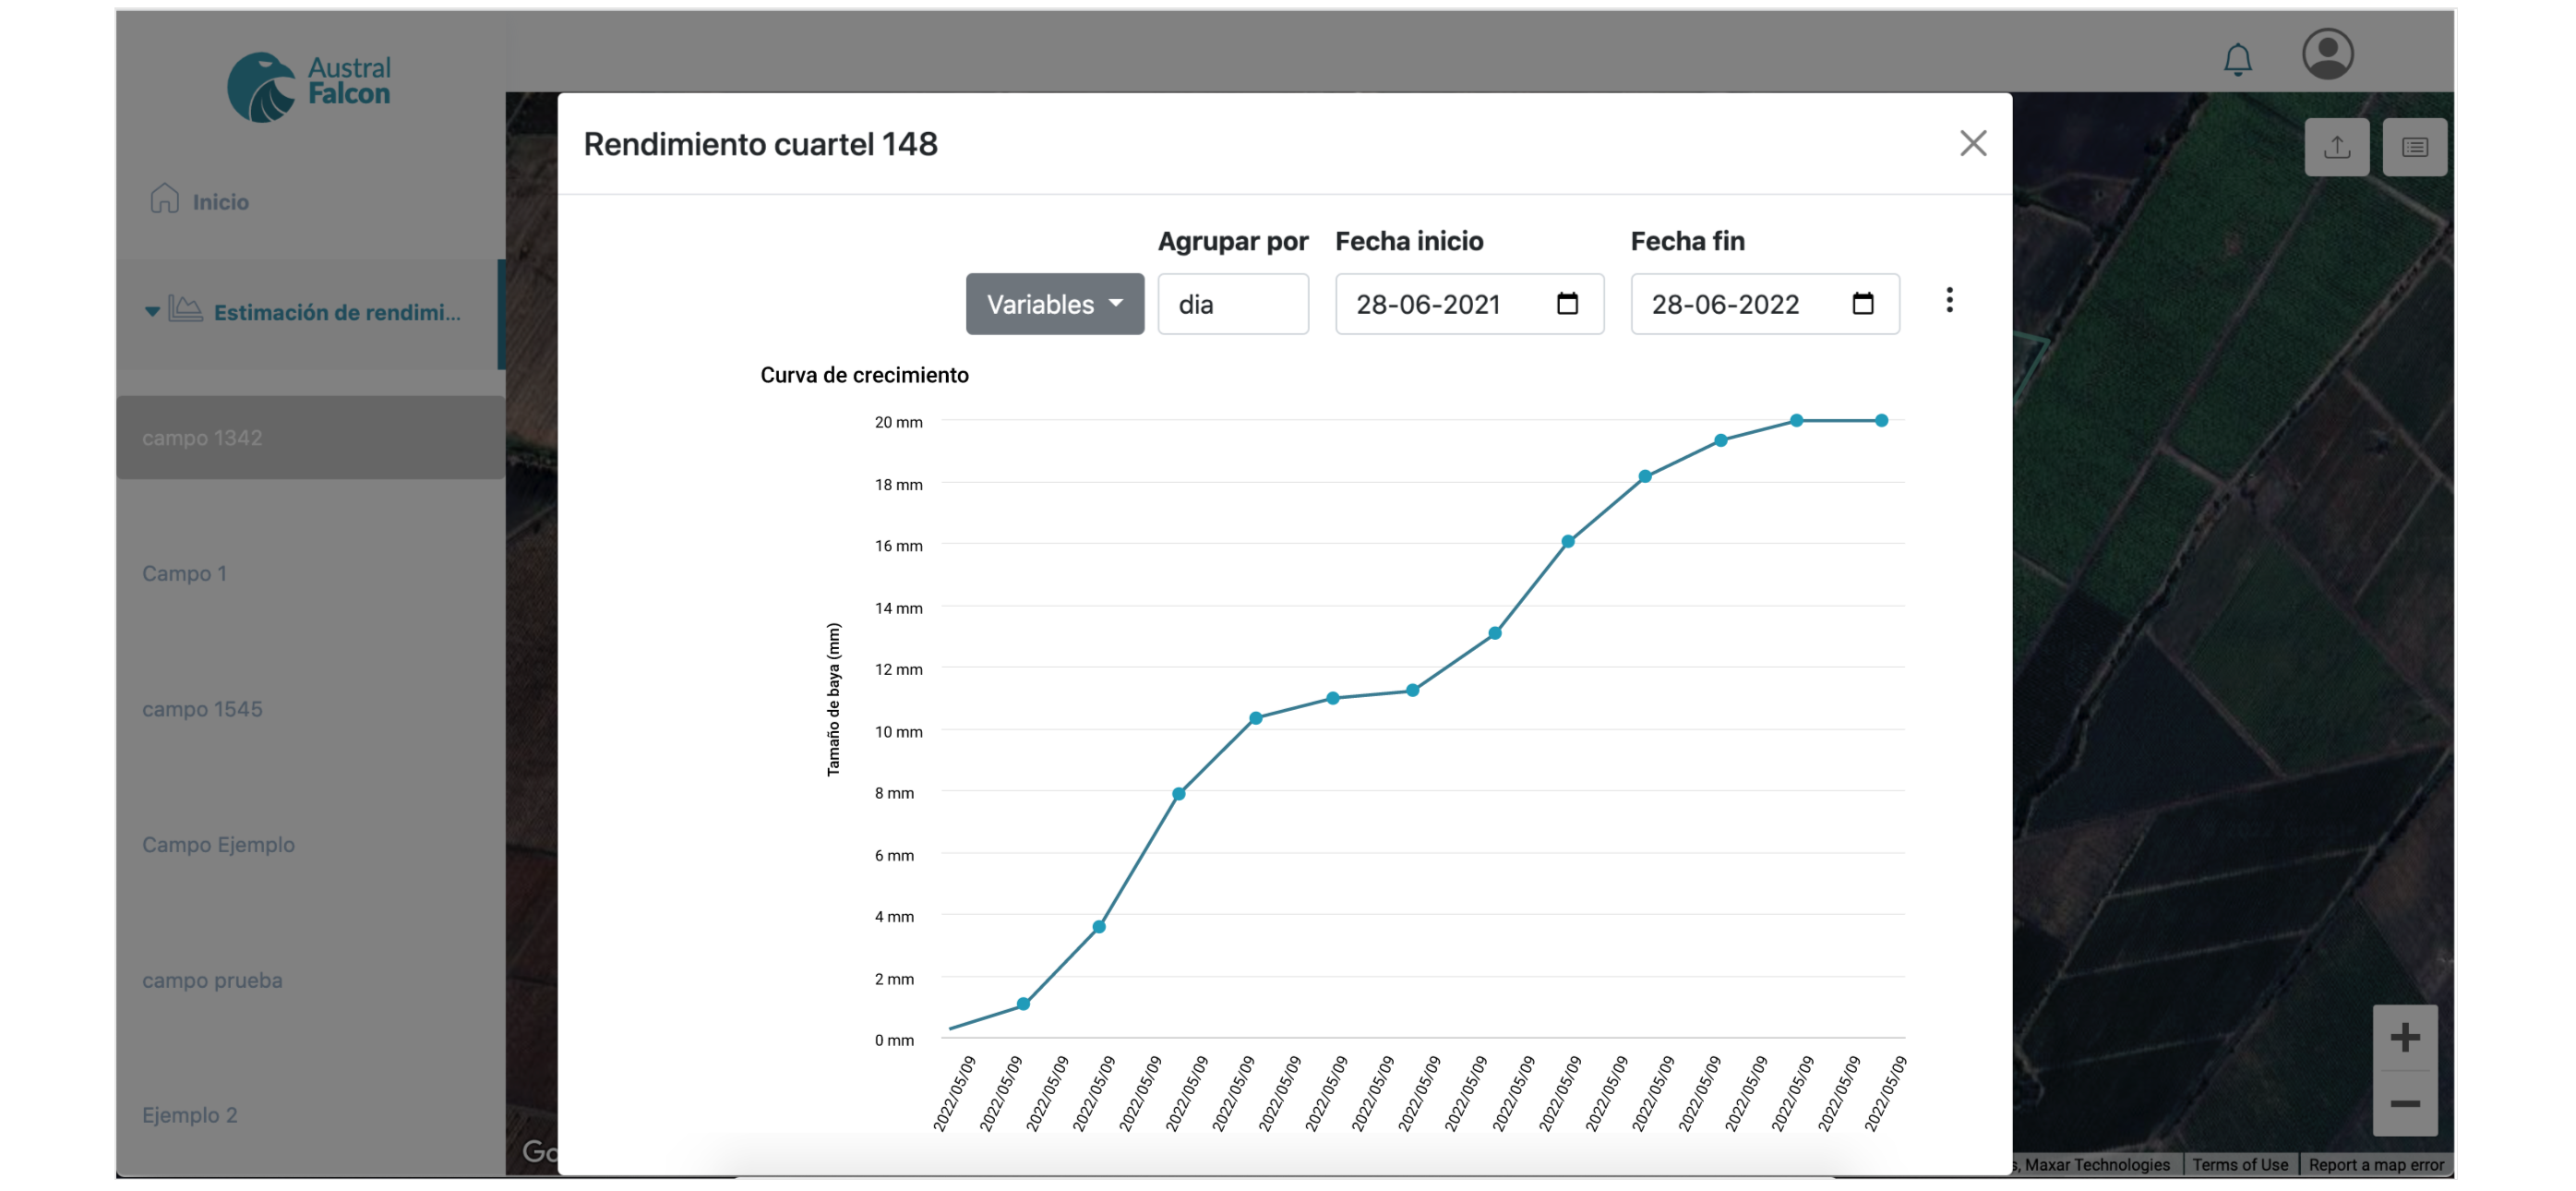 Austral
Falcon
Inicio
Estimación de rendimi...
campo 1342
Campo 1
campo 1545
Campo Ejemplo
campo prueba
Ejemplo 2
Rendimiento cuartel 148
Agrupar por Fecha inicio Fecha fin
Variables dia 28-06-2021 28-06-2022
Curva de crecimiento
Tamaño de baya (mm)
20 mm
18 mm
16 mm
14 mm
12 mm
10 mm
8 mm
6 mm
4 mm
2 mm
0 mm
2022/05/09 2022/05/09 2022/05/09 2022/05/09 2022/05/09 2022/05/09 2022/05/09 2022/05/09 2022/05/09 2022/05/09 2022/05/09 2022/05/09 2022/05/09 2022/05/09 2022/05/09 2022/05/09 2022/05/09 2022/05/09 2022/05/09 2022/05/09 2022/05/09
Go
, Maxar Technologies Terms of Use Report a map error